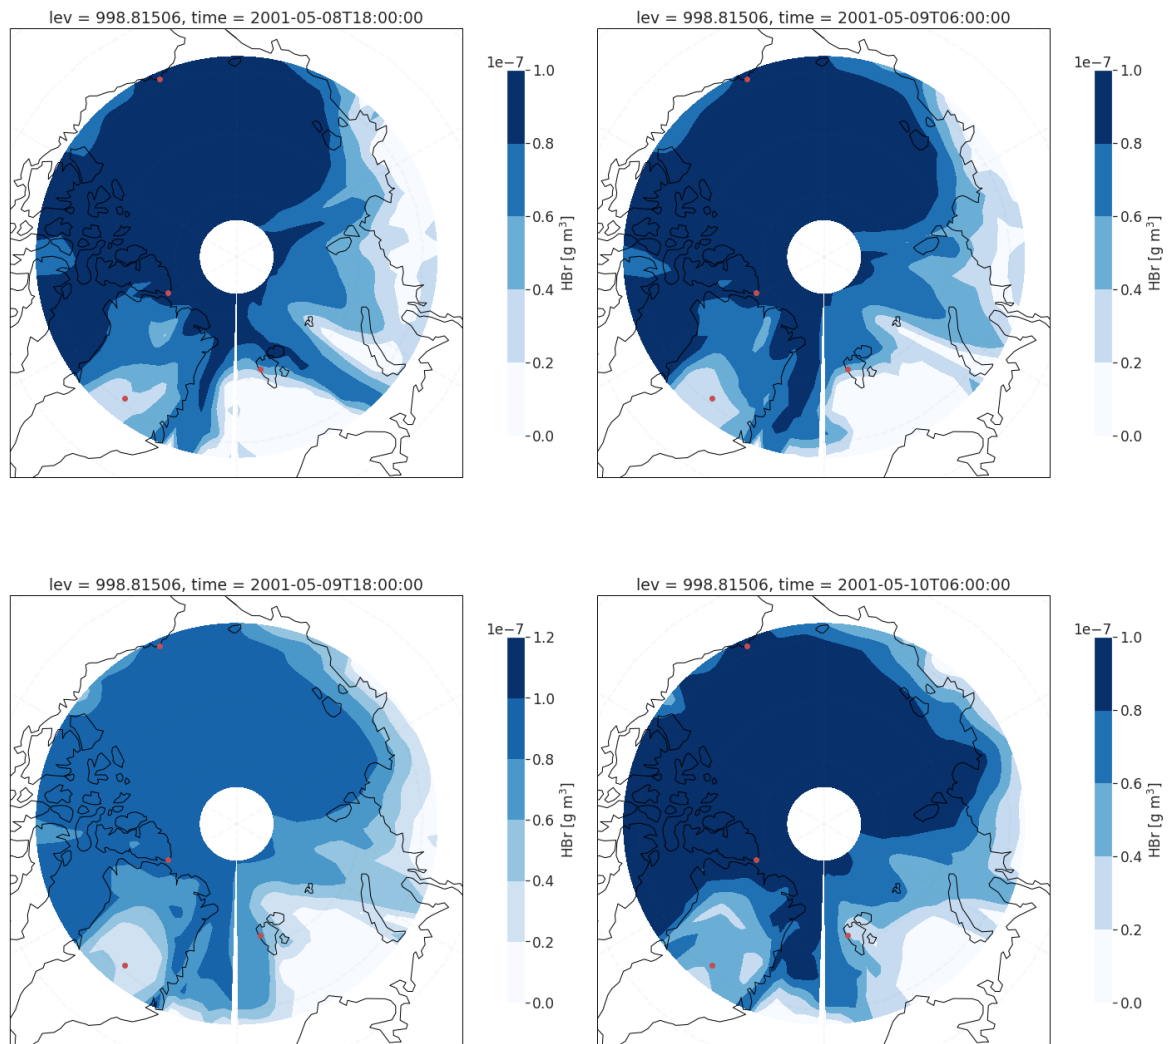 lev = 998.81506, time = 2001-05-08T18:00:00
1e−7
1.0
0.8
0.6
0.4
0.2
0.0
HBr [g m³]
lev = 998.81506, time = 2001-05-09T06:00:00
1e−7
1.0
0.8
0.6
0.4
0.2
0.0
HBr [g m³]
lev = 998.81506, time = 2001-05-09T18:00:00
1e−7
1.2
1.0
0.8
0.6
0.4
0.2
0.0
HBr [g m³]
lev = 998.81506, time = 2001-05-10T06:00:00
1e−7
1.0
0.8
0.6
0.4
0.2
0.0
HBr [g m³]